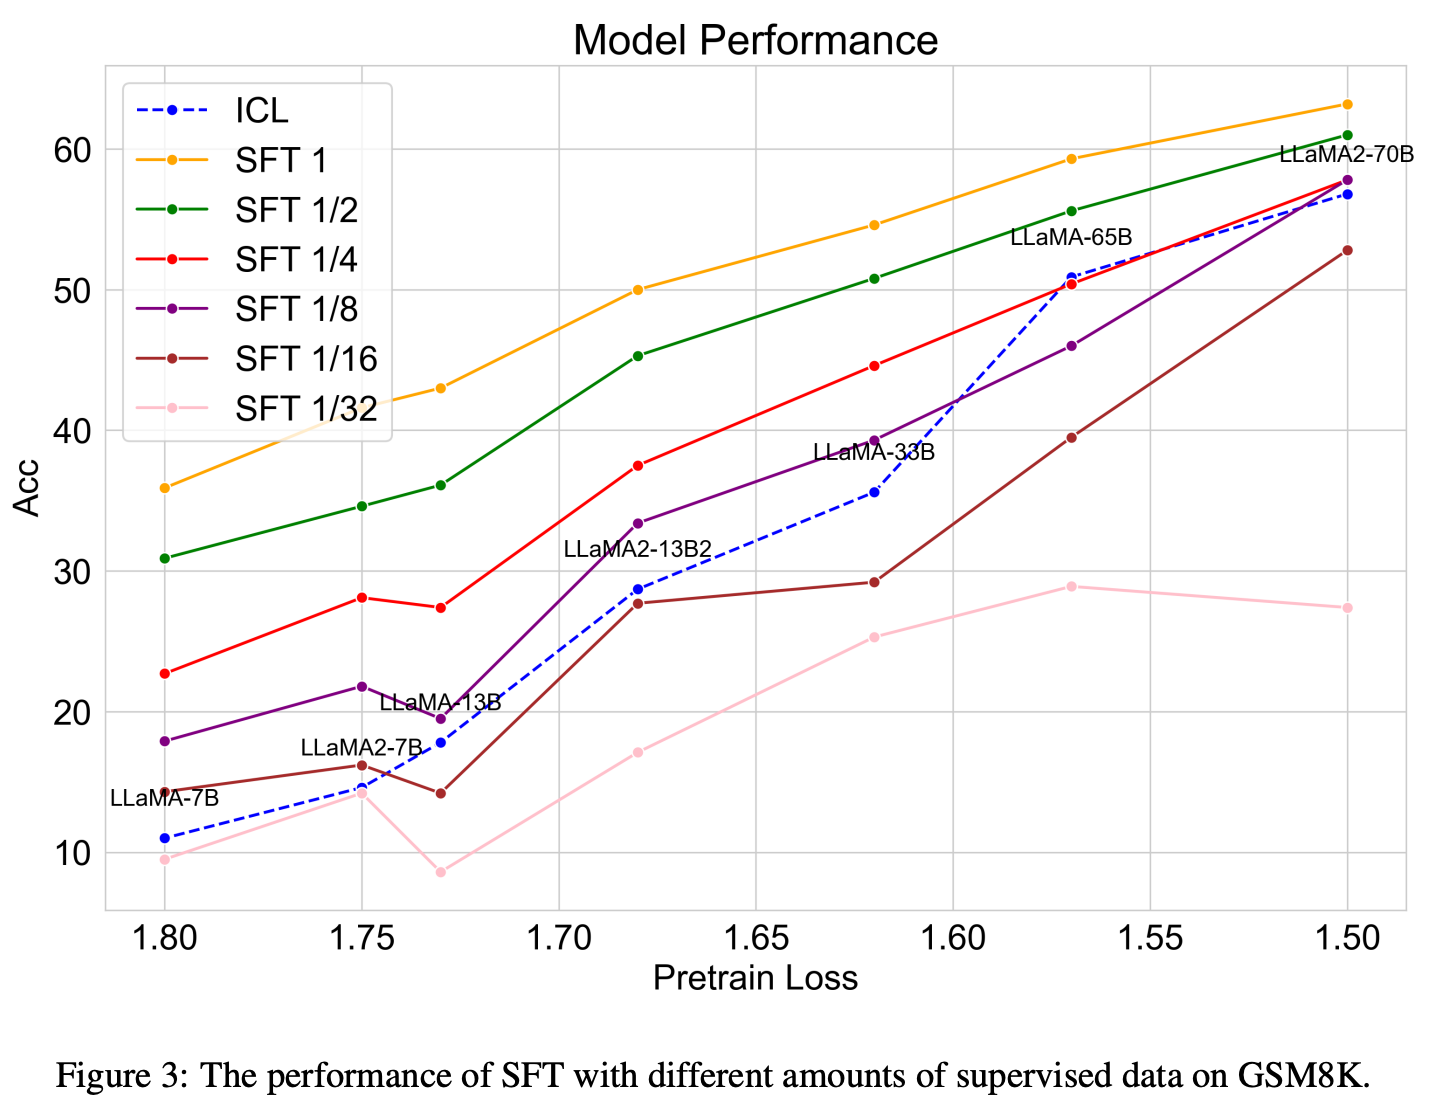 Model Performance
ICL
SFT 1
SFT 1/2
SFT 1/4
SFT 1/8
SFT 1/16
SFT 1/32
60
50
40
30
20
10
Acc
LLaMA2-70B
LLaMA-65B
LLaMA-33B
LLaMA2-13B2
LLaMA-13B
LLaMA2-7B
LLaMA-7B
1.80 1.75 1.70 1.65 1.60 1.55 1.50
Pretrain Loss
Figure 3: The performance of SFT with different amounts of supervised data on GSM8K.